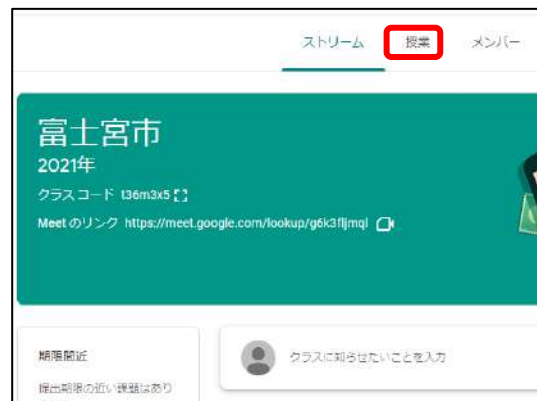 ストリーム 授業 メンバー
富士宮市
2021年
クラスコード t36m3x5
Meet のリンク https://meet.google.com/lookup/g6k3fljmql
期限間近
クラスに知らせたいことを入力
提出期限の近い課題はあり